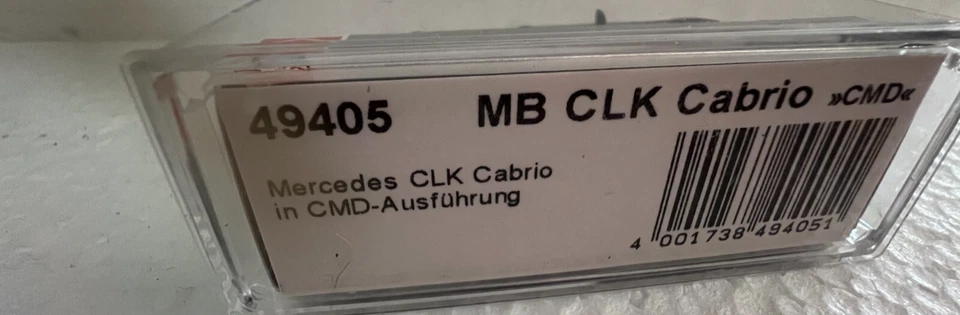 49405 MB CLK Cabrio »CMD«
Mercedes CLK Cabrio
in CMD-Ausführung
4 001738 494051